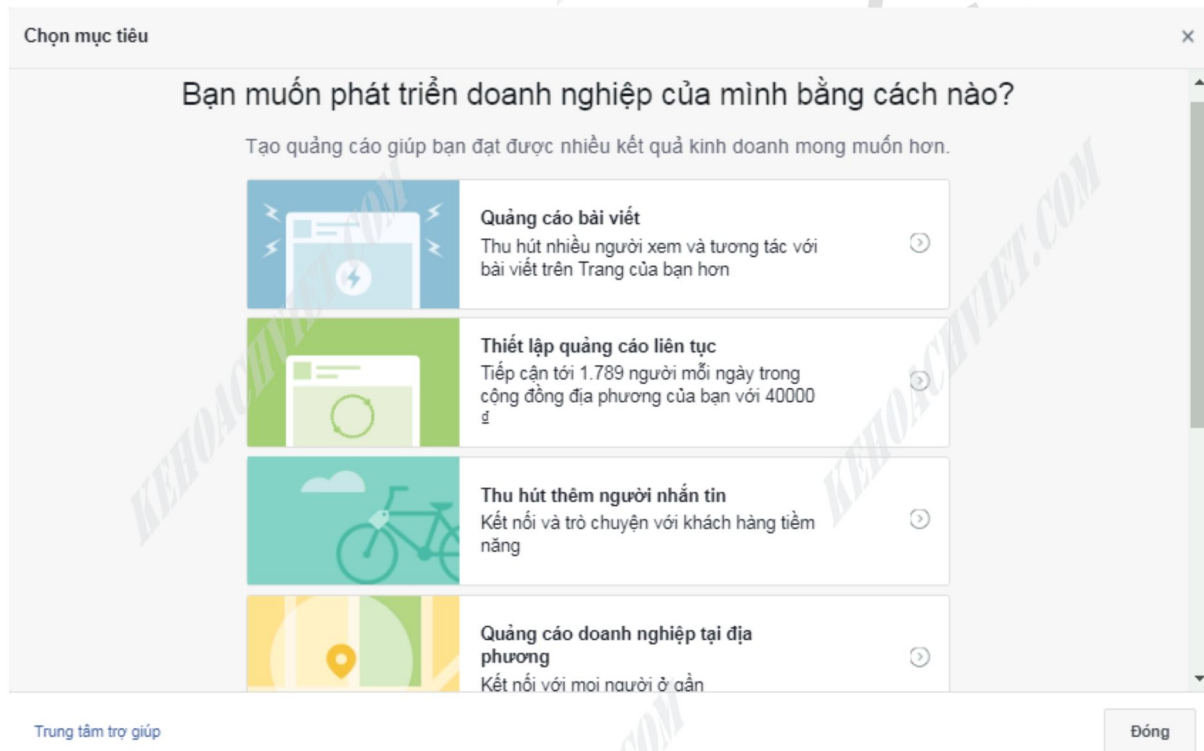 Chọn mục tiêu
Bạn muốn phát triển doanh nghiệp của mình bằng cách nào?
Tạo quảng cáo giúp bạn đạt được nhiều kết quả kinh doanh mong muốn hơn.
Quảng cáo bài viết
Thu hút nhiều người xem và tương tác với
bài viết trên Trang của bạn hơn
Thiết lập quảng cáo liên tục
Tiếp cận tới 1.789 người mỗi ngày trong
cộng đồng địa phương của bạn với 40000
₫
Thu hút thêm người nhắn tin
Kết nối và trò chuyện với khách hàng tiềm
năng
Quảng cáo doanh nghiệp tại địa
phương
Kết nối với mọi người ở gần
Trung tâm trợ giúp
Đóng
KEHOACHVIET.COM
KEHOACHVIET.COM